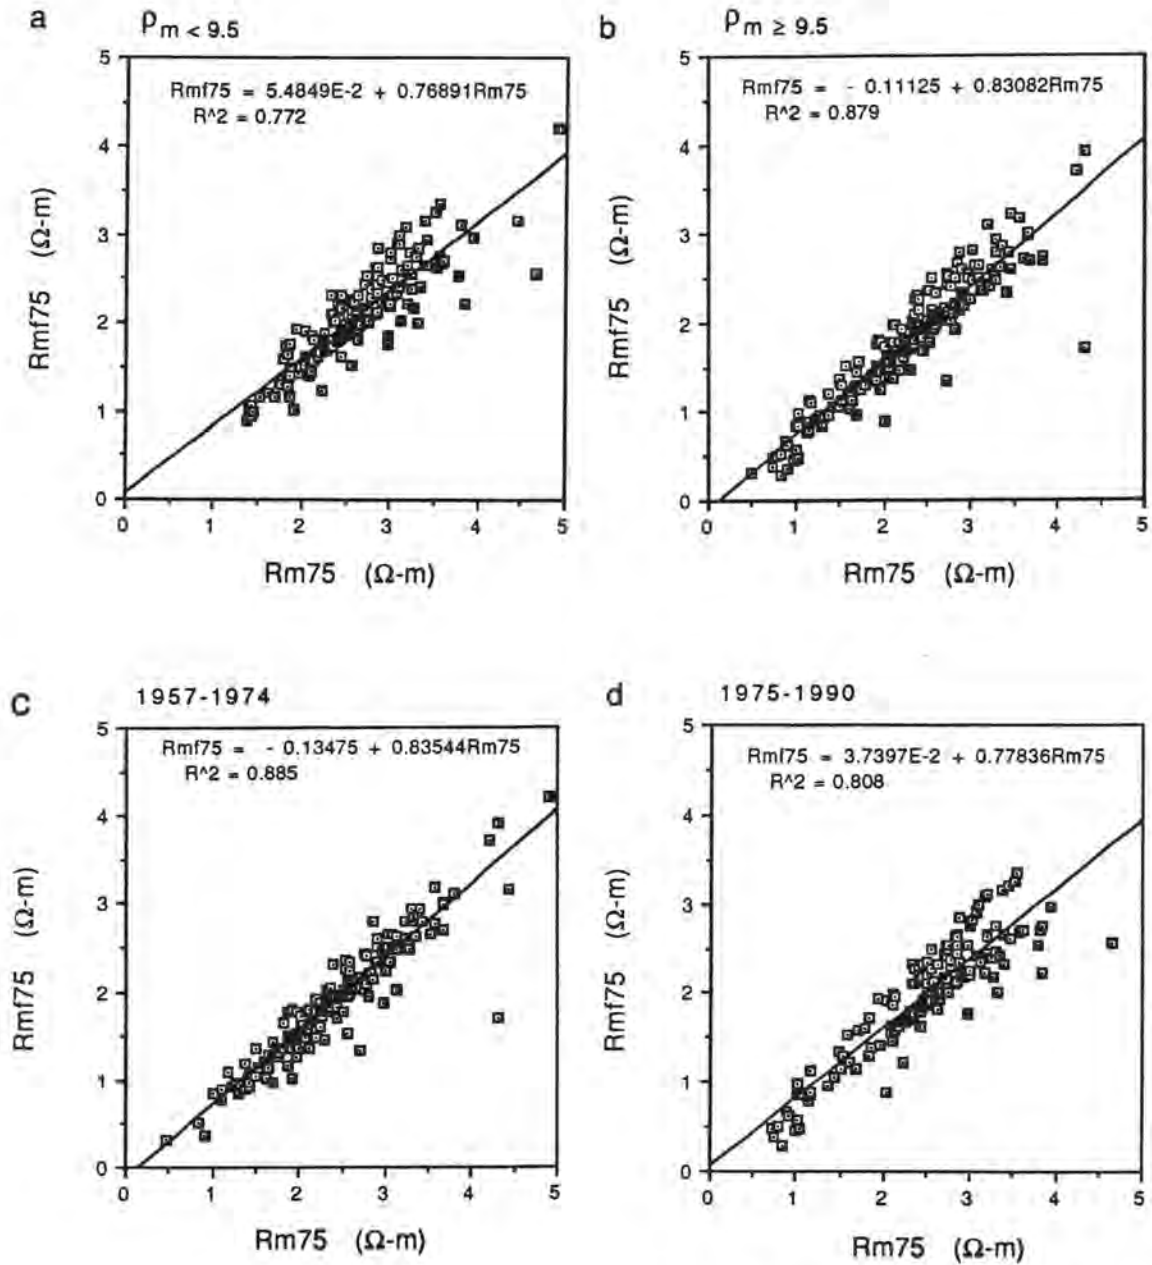 a
ρm < 9.5
Rmf75 = 5.4849E-2 + 0.76891Rm75
R^2 = 0.772
5
4
3
2
1
0
0 1 2 3 4 5
Rmf75 (Ω-m)
Rm75 (Ω-m)
b
ρm ≥ 9.5
Rmf75 = - 0.11125 + 0.83082Rm75
R^2 = 0.879
5
4
3
2
1
0
0 1 2 3 4 5
Rmf75 (Ω-m)
Rm75 (Ω-m)
c
1957-1974
Rmf75 = - 0.13475 + 0.83544Rm75
R^2 = 0.885
5
4
3
2
1
0
0 1 2 3 4 5
Rmf75 (Ω-m)
Rm75 (Ω-m)
d
1975-1990
Rmf75 = 3.7397E-2 + 0.77836Rm75
R^2 = 0.808
5
4
3
2
1
0
0 1 2 3 4 5
Rmf75 (Ω-m)
Rm75 (Ω-m)